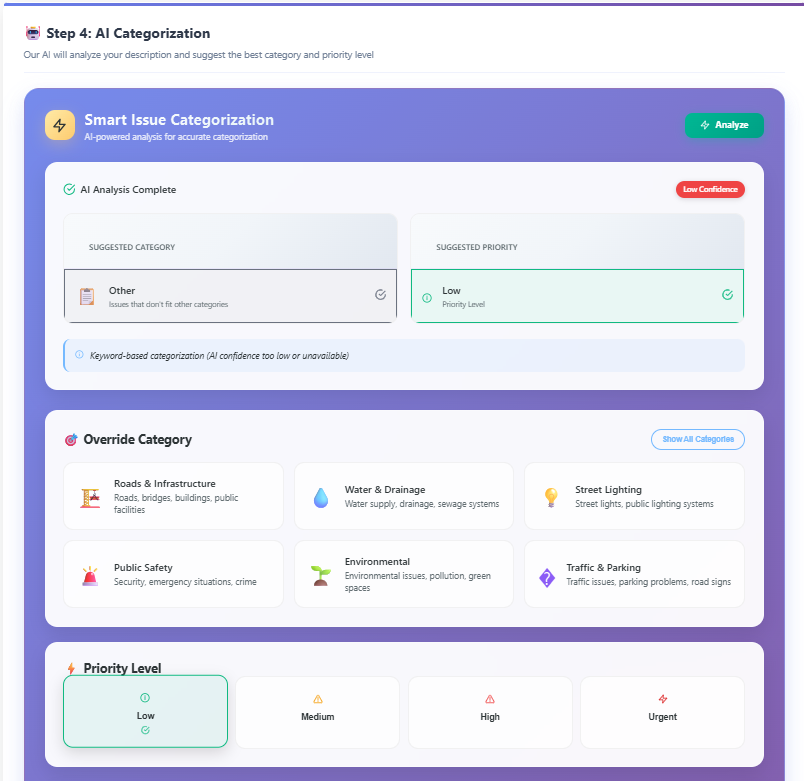 Step 4: AI Categorization
Our AI will analyze your description and suggest the best category and priority level
Smart Issue Categorization
AI-powered analysis for accurate categorization
Analyze
AI Analysis Complete
Low Confidence
SUGGESTED CATEGORY
Other
Issues that don't fit other categories
SUGGESTED PRIORITY
Low
Priority Level
Keyword-based categorization (AI confidence too low or unavailable)
Override Category
Show All Categories
Roads & Infrastructure
Roads, bridges, buildings, public
facilities
Water & Drainage
Water supply, drainage, sewage systems
Street Lighting
Street lights, public lighting systems
Public Safety
Security, emergency situations, crime
Environmental
Environmental issues, pollution, green
spaces
Traffic & Parking
Traffic issues, parking problems, road signs
Priority Level
Low
Medium
High
Urgent